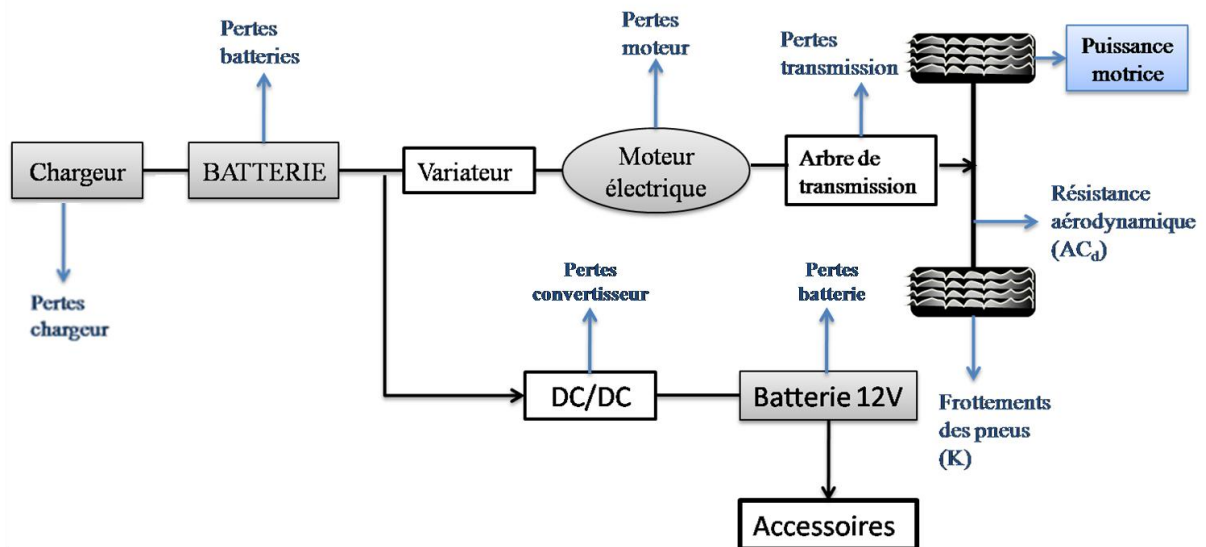 Pertes
batteries
Pertes
moteur
Pertes
transmission
Puissance
motrice
Chargeur
BATTERIE
Variateur
Moteur
électrique
Arbre de
transmission
Résistance
aérodynamique
(ACd)
Pertes
chargeur
Pertes
convertisseur
Pertes
batterie
DC/DC
Batterie 12V
Frottements
des pneus
(K)
Accessoires